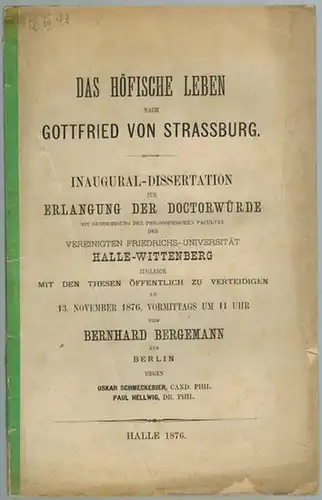 DAS HÖFISCHE LEBEN
NACH
GOTTFRIED VON STRASSBURG.
INAUGURAL-DISSERTATION
ZUR
ERLANGUNG DER DOCTORWÜRDE
MIT GENEHMIGUNG DER PHILOSOPHISCHEN FACULTÄT
DER
VEREINIGTEN FRIEDRICHS-UNIVERSITÄT
HALLE-WITTENBERG
ZUGLEICH
MIT DEN THESEN ÖFFENTLICH ZU VERTEIDIGEN
AM
13. NOVEMBER 1876, VORMITTAGS UM 11 UHR
VON
BERNHARD BERGEMANN
AUS
BERLIN
GEGEN
OSKAR SCHMECKEBIER, CAND. PHIL.
PAUL HELLWIG, DR. PHIL.
HALLE 1876.